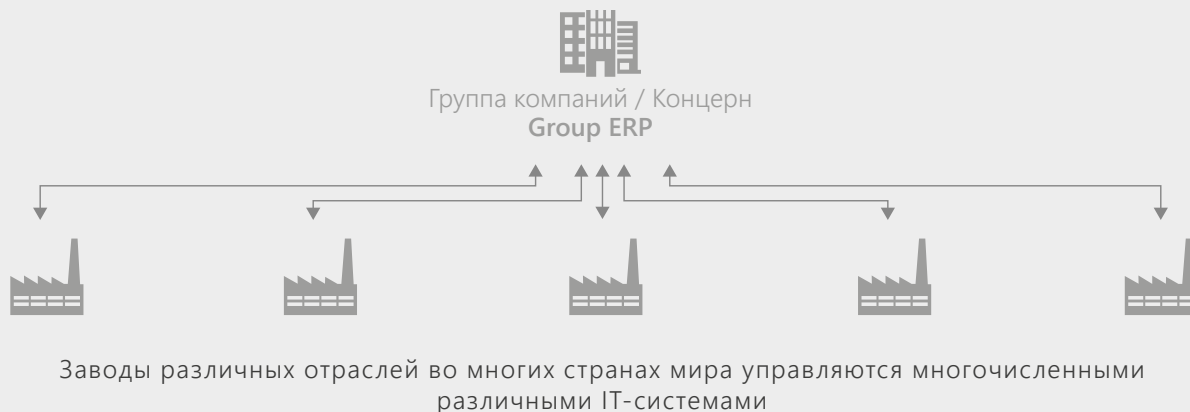 Группа компаний / Концерн
Group ERP
Заводы различных отраслей во многих странах мира управляются многочисленными
различными IT-системами